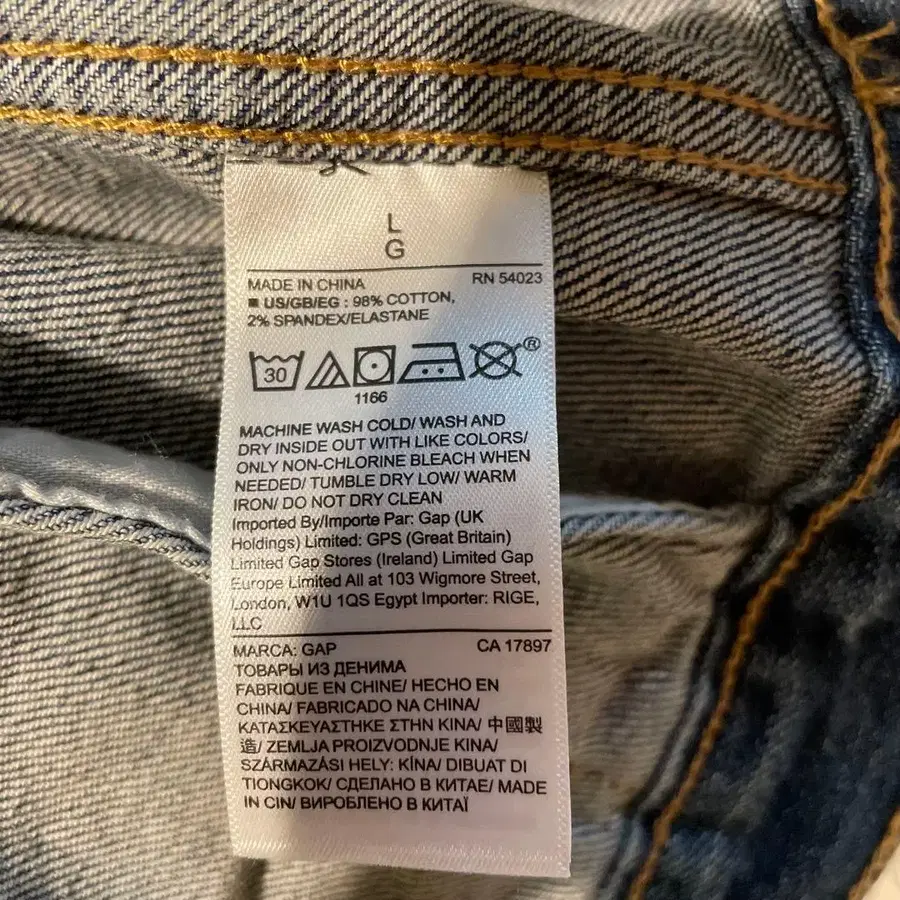 L
G
MADE IN CHINA RN 54023
■ US/GB/EG : 98% COTTON,
2% SPANDEX/ELASTANE
30 ®
1166
MACHINE WASH COLD/ WASH AND
DRY INSIDE OUT WITH LIKE COLORS/
ONLY NON-CHLORINE BLEACH WHEN
NEEDED/ TUMBLE DRY LOW/ WARM
IRON/ DO NOT DRY CLEAN
Imported By/Importe Par: Gap (UK
Holdings) Limited: GPS (Great Britain)
Limited Gap Stores (Ireland) Limited Gap
Europe Limited All at 103 Wigmore Street,
London, W1U 1QS Egypt Importer: RIGE,
LLC
MARCA: GAP CA 17897
ТОВАРЫ ИЗ ДЕНИМА
FABRIQUE EN CHINE/ HECHO EN
CHINA/ FABRICADO NA CHINA/
ΚΑΤΑΣΚΕΥΑΣΤΗΚΕ ΣΤΗΝ ΚΙΝΑ/ 中國製
造/ ZEMLJA PROIZVODNJE KINA/
SZÁRMAZÁSI HELY: KÍNA/ DIBUAT DI
TIONGKOK/ СДЕЛАНО В КИТАЕ/ MADE
IN CIN/ ВИРОБЛЕНО В КИТАЇ